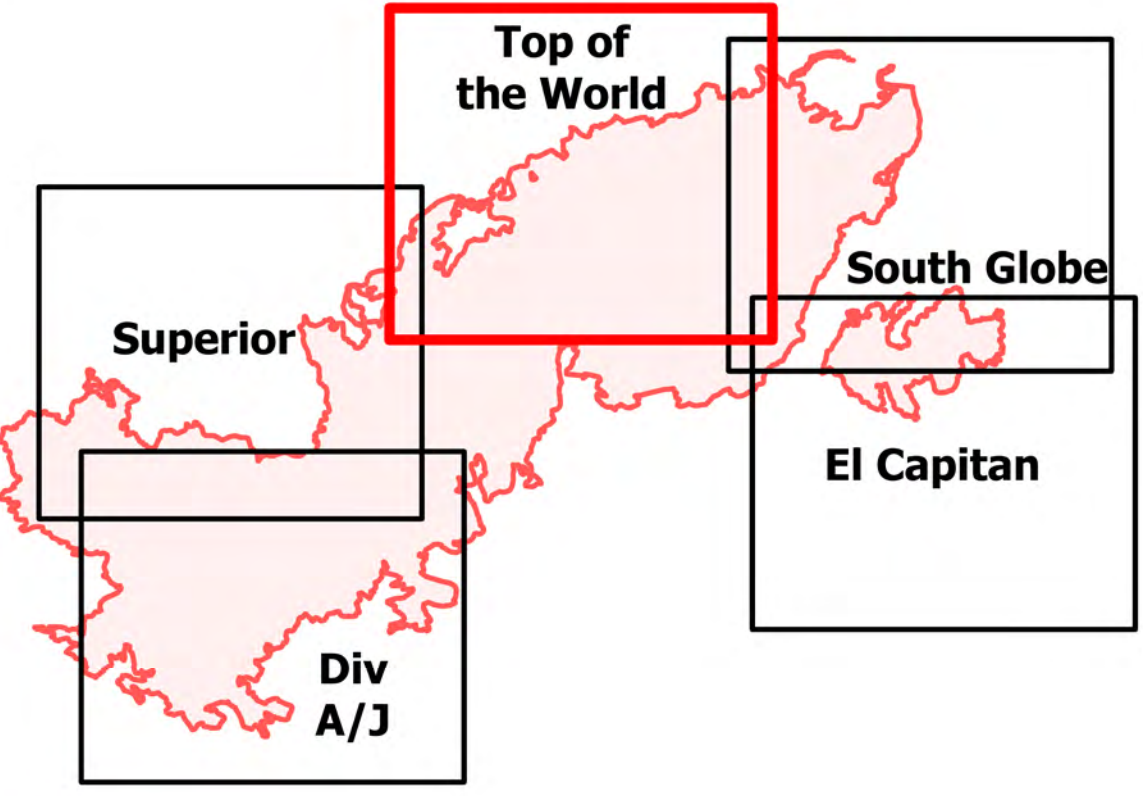 Top of
the World
South Globe
Superior
El Capitan
Div
A/J